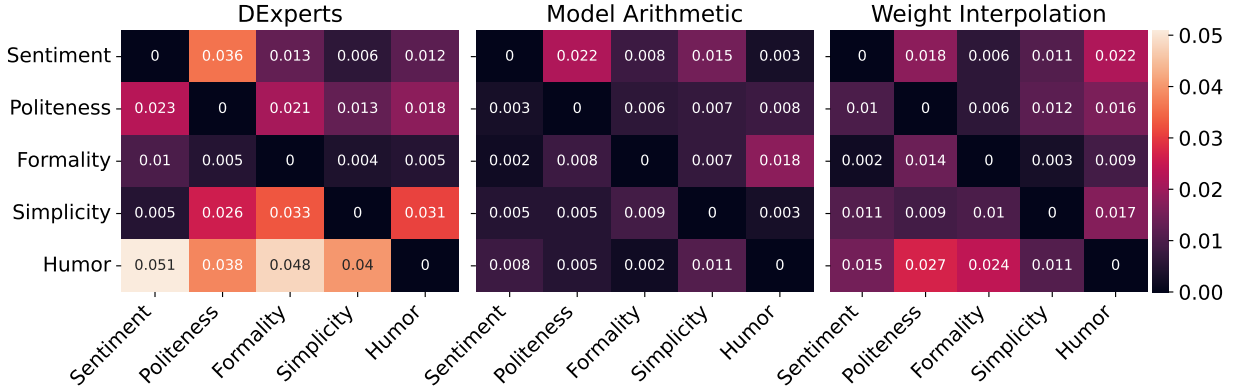 DExperts Model Arithmetic Weight Interpolation
Sentiment 0 0.036 0.013 0.006 0.012 0 0.022 0.008 0.015 0.003 0 0.018 0.006 0.011 0.022 0.05
Politeness 0.023 0 0.021 0.013 0.018 0.003 0 0.006 0.007 0.008 0.01 0 0.006 0.012 0.016 0.04
Formality 0.01 0.005 0 0.004 0.005 0.002 0.008 0 0.007 0.018 0.002 0.014 0 0.003 0.009 0.03
Simplicity 0.005 0.026 0.033 0 0.031 0.005 0.005 0.009 0 0.003 0.011 0.009 0.01 0 0.017 0.02
Humor 0.051 0.038 0.048 0.04 0 0.008 0.005 0.002 0.011 0 0.015 0.027 0.024 0.011 0 0.01
0.00
Sentiment Politeness Formality Simplicity Humor Sentiment Politeness Formality Simplicity Humor Sentiment Politeness Formality Simplicity Humor